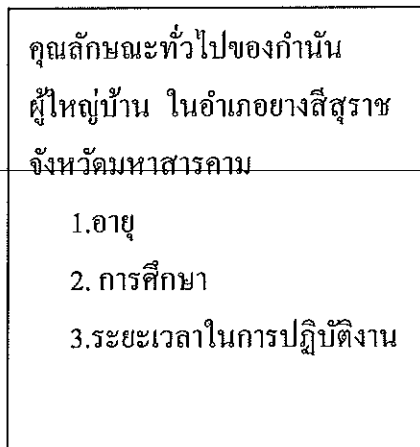 คุณลักษณะทั่วไปของกำนัน
ผู้ใหญ่บ้าน ในอำเภอยางสีสุราช
จังหวัดมหาสารคาม
1.อายุ
2. การศึกษา
3.ระยะเวลาในการปฏิบัติงาน